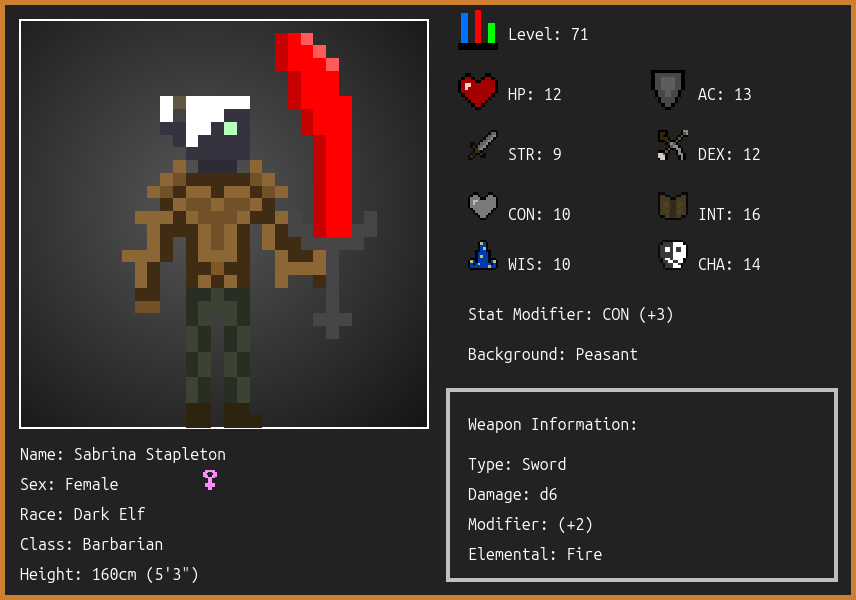 Level: 71
HP: 12
AC: 13
STR: 9
DEX: 12
CON: 10
INT: 16
WIS: 10
CHA: 14
Stat Modifier: CON (+3)
Background: Peasant
Weapon Information:
Type: Sword
Damage: d6
Modifier: (+2)
Elemental: Fire
Name: Sabrina Stapleton
Sex: Female
Race: Dark Elf
Class: Barbarian
Height: 160cm (5'3")